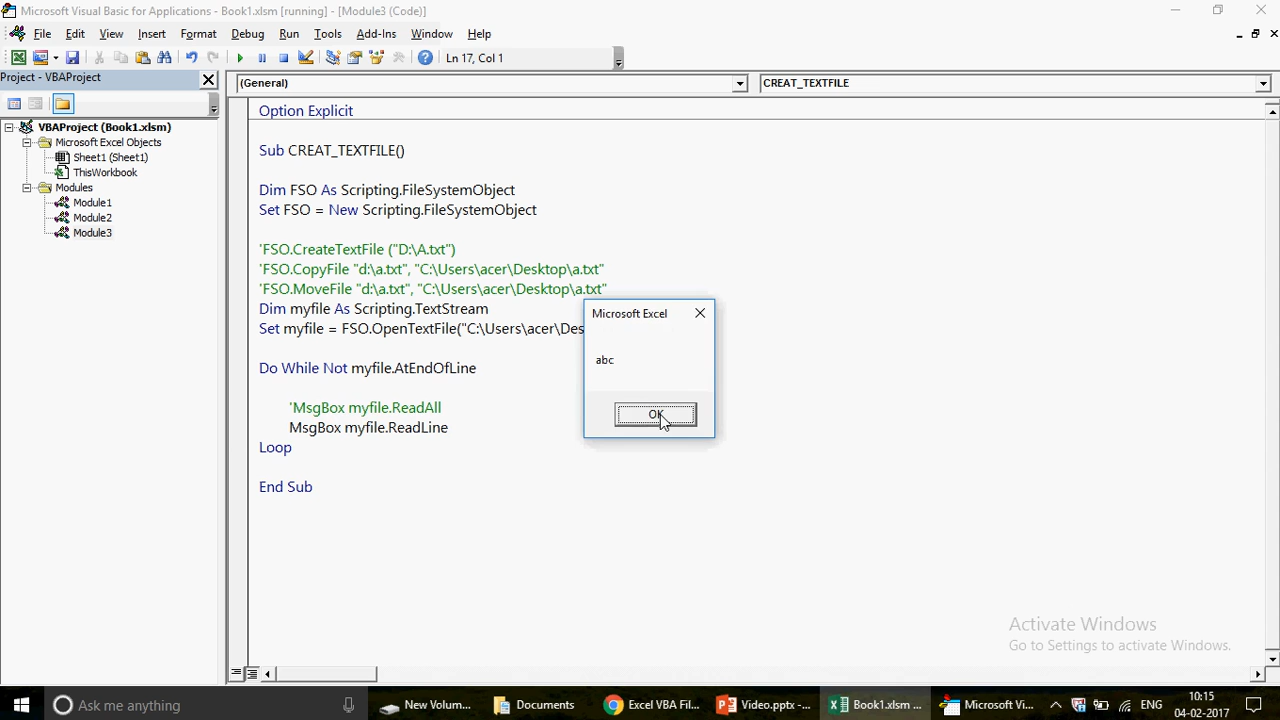 Microsoft Visual Basic for Applications - Book1.xlsm [running] - [Module3 (Code)]
File Edit View Insert Format Debug Run Tools Add-Ins Window Help
Ln 17, Col 1
Project - VBAProject
(General) CREAT_TEXTFILE
VBAProject (Book1.xlsm)
Microsoft Excel Objects
Sheet1 (Sheet1)
ThisWorkbook
Modules
Module1
Module2
Module3
Option Explicit
Sub CREAT_TEXTFILE()
Dim FSO As Scripting.FileSystemObject
Set FSO = New Scripting.FileSystemObject
'FSO.CreateTextFile ("D:\A.txt")
'FSO.CopyFile "d:\a.txt", "C:\Users\acer\Desktop\a.txt"
'FSO.MoveFile "d:\a.txt", "C:\Users\acer\Desktop\a.txt"
Dim myfile As Scripting.TextStream
Set myfile = FSO.OpenTextFile("C:\Users\acer\Des
Do While Not myfile.AtEndOfLine
'MsgBox myfile.ReadAll
MsgBox myfile.ReadLine
Loop
End Sub
Microsoft Excel
abc
OK
Activate Windows
Go to Settings to activate Windows.
Ask me anything
New Volum...
Documents
Excel VBA Fil...
Video.pptx -...
Book1.xlsm ...
Microsoft Vi...
ENG
10:15
04-02-2017